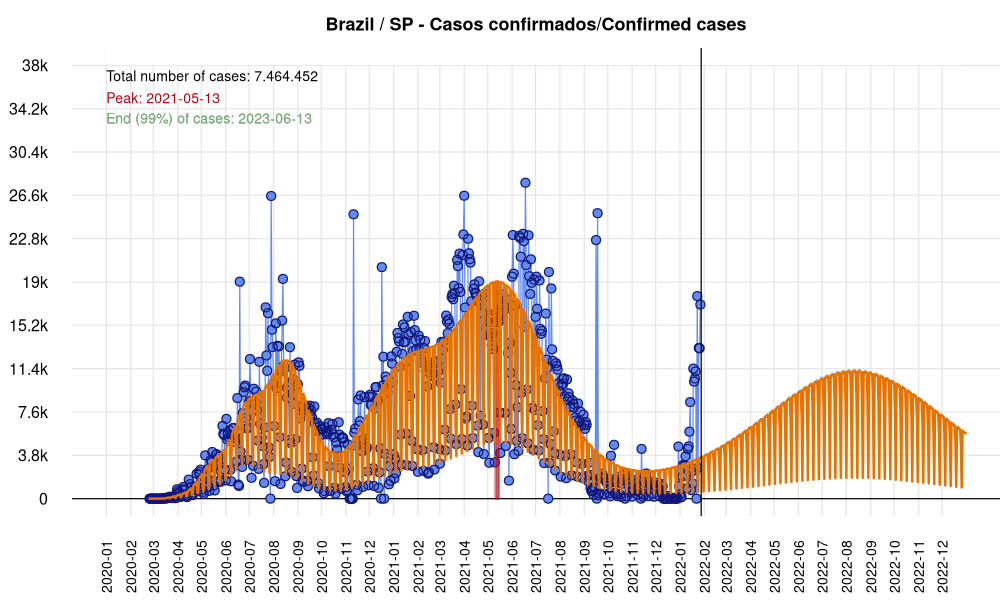 Brazil / SP - Casos confirmados/Confirmed cases
Total number of cases: 7.464.452
Peak: 2021-05-13
End (99%) of cases: 2023-06-13
38k
34.2k
30.4k
26.6k
22.8k
19k
15.2k
11.4k
7.6k
3.8k
0
2020-01
2020-02
2020-03
2020-04
2020-05
2020-06
2020-07
2020-08
2020-09
2020-10
2020-11
2020-12
2021-01
2021-02
2021-03
2021-04
2021-05
2021-06
2021-07
2021-08
2021-09
2021-10
2021-11
2021-12
2022-01
2022-02
2022-03
2022-04
2022-05
2022-06
2022-07
2022-08
2022-09
2022-10
2022-11
2022-12